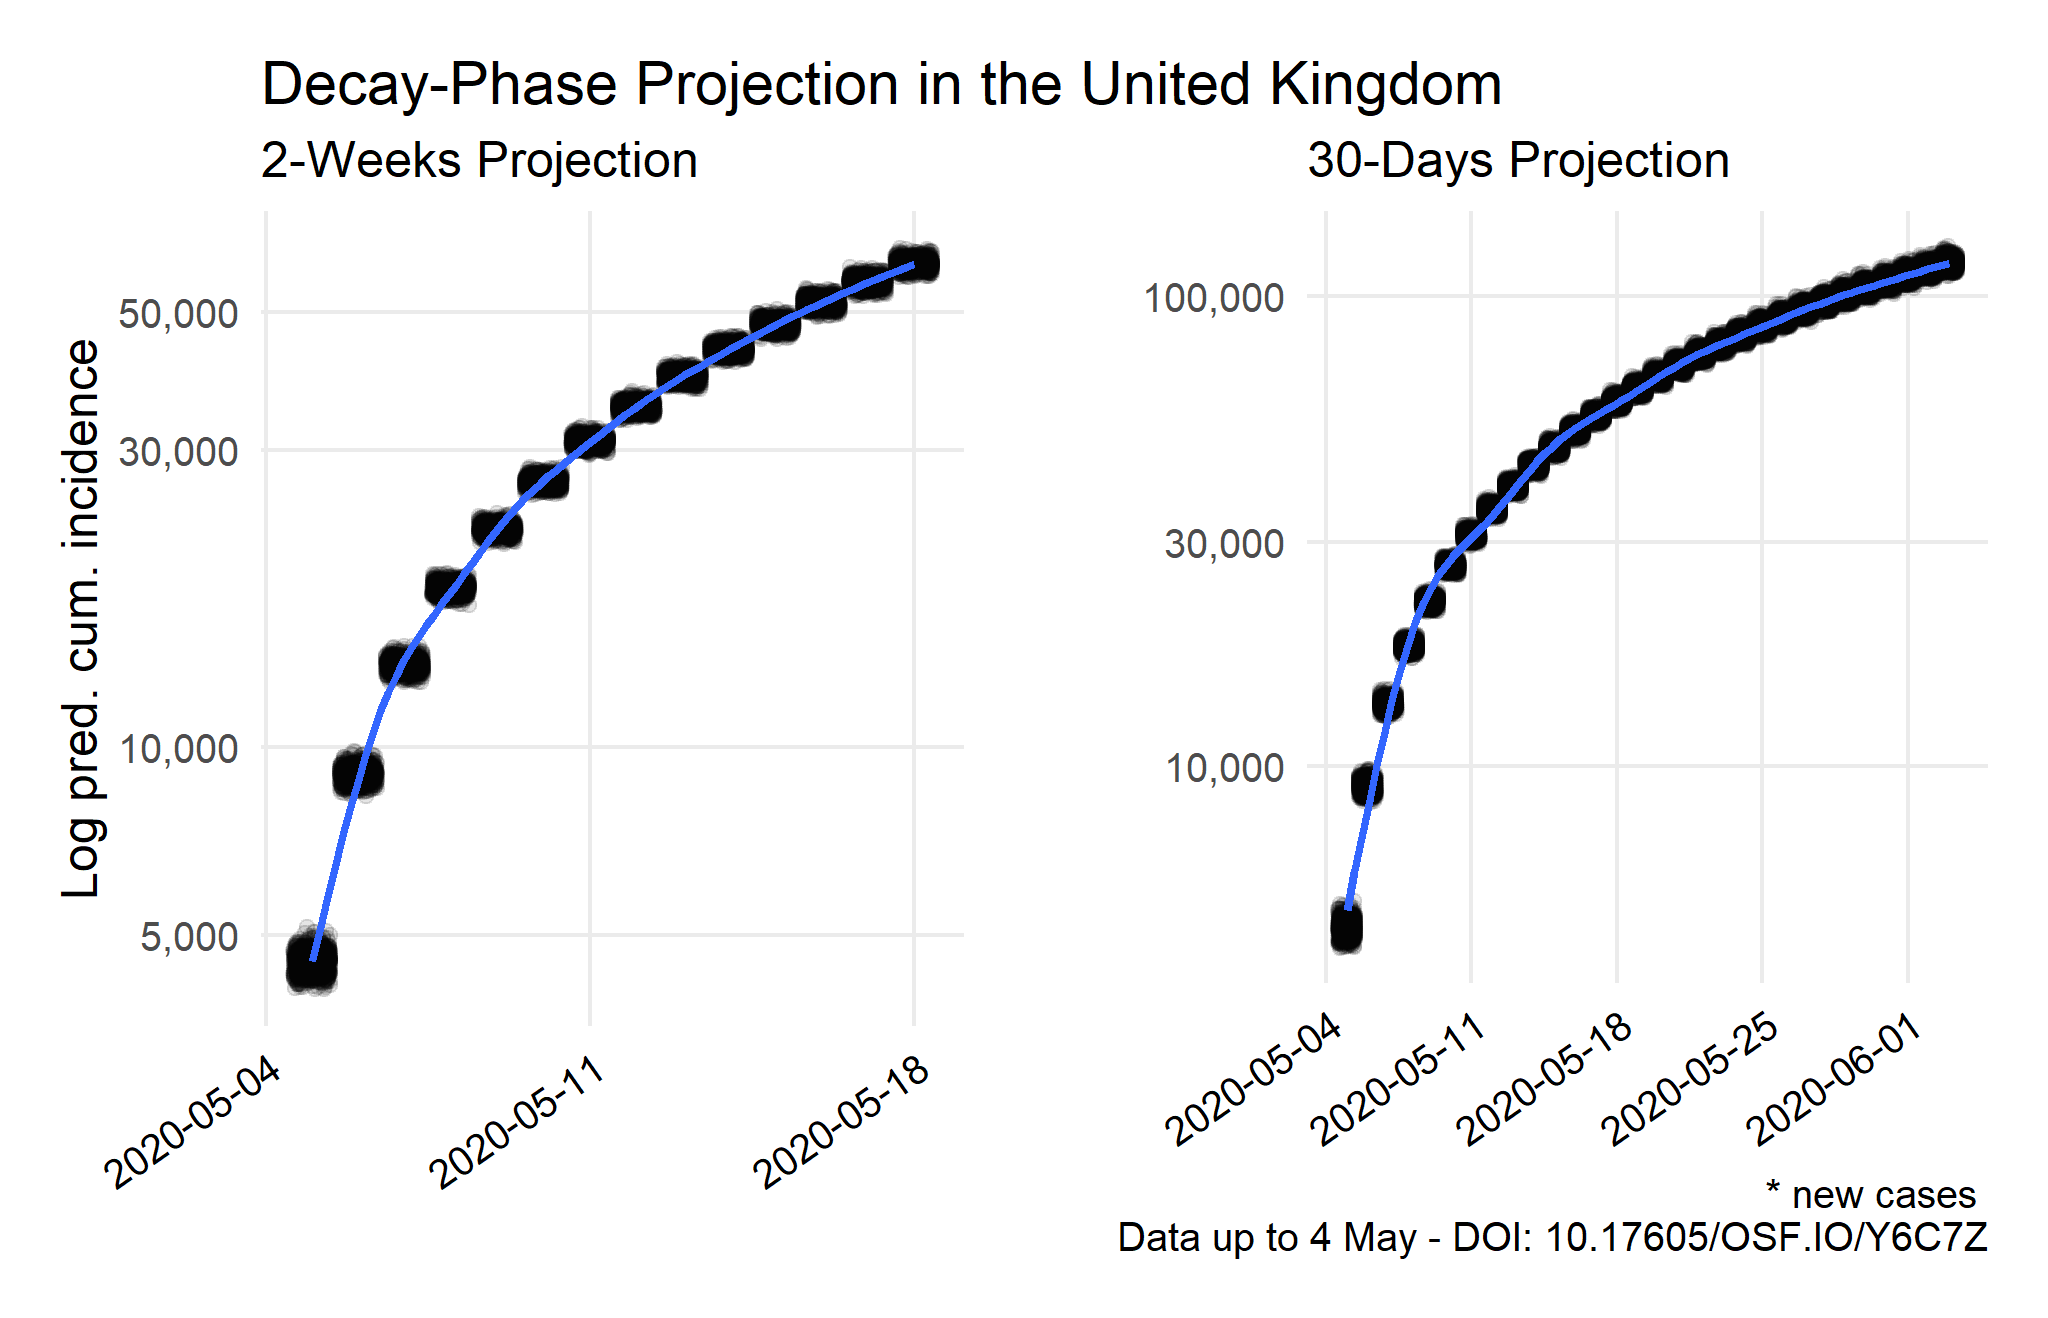 Decay-Phase Projection in the United Kingdom
2-Weeks Projection
30-Days Projection
Log pred. cum. incidence
50,000
30,000
10,000
5,000
2020-05-04
2020-05-11
2020-05-18
100,000
30,000
10,000
2020-05-04
2020-05-11
2020-05-18
2020-05-25
2020-06-01
* new cases
Data up to 4 May - DOI: 10.17605/OSF.IO/Y6C7Z